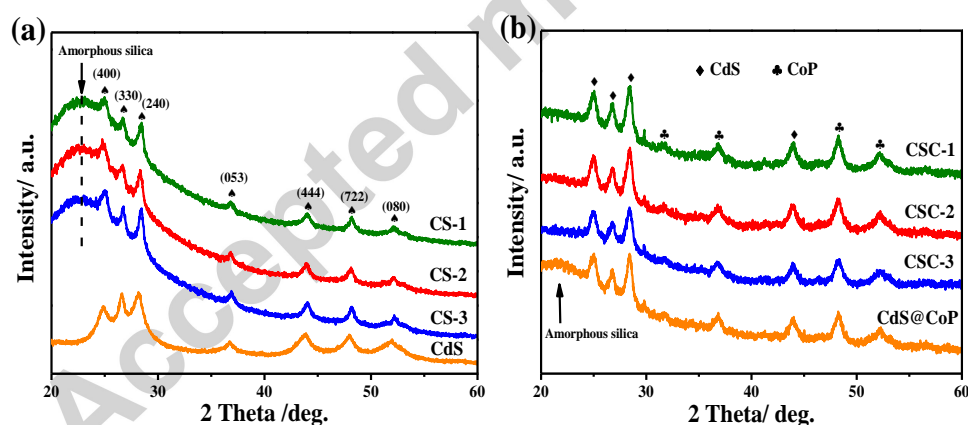 (a)
Amorphous silica
(400)
(330)
(240)
(053)
(444)
(722)
(080)
CS-1
CS-2
CS-3
CdS
Intensity/ a.u.
20 30 40 50 60
2 Theta /deg.
(b)
♦ CdS ♣ CoP
CSC-1
CSC-2
CSC-3
CdS@CoP
Amorphous silica
Intensity/ a.u.
20 30 40 50 60
2 Theta/ deg.
Accepted m